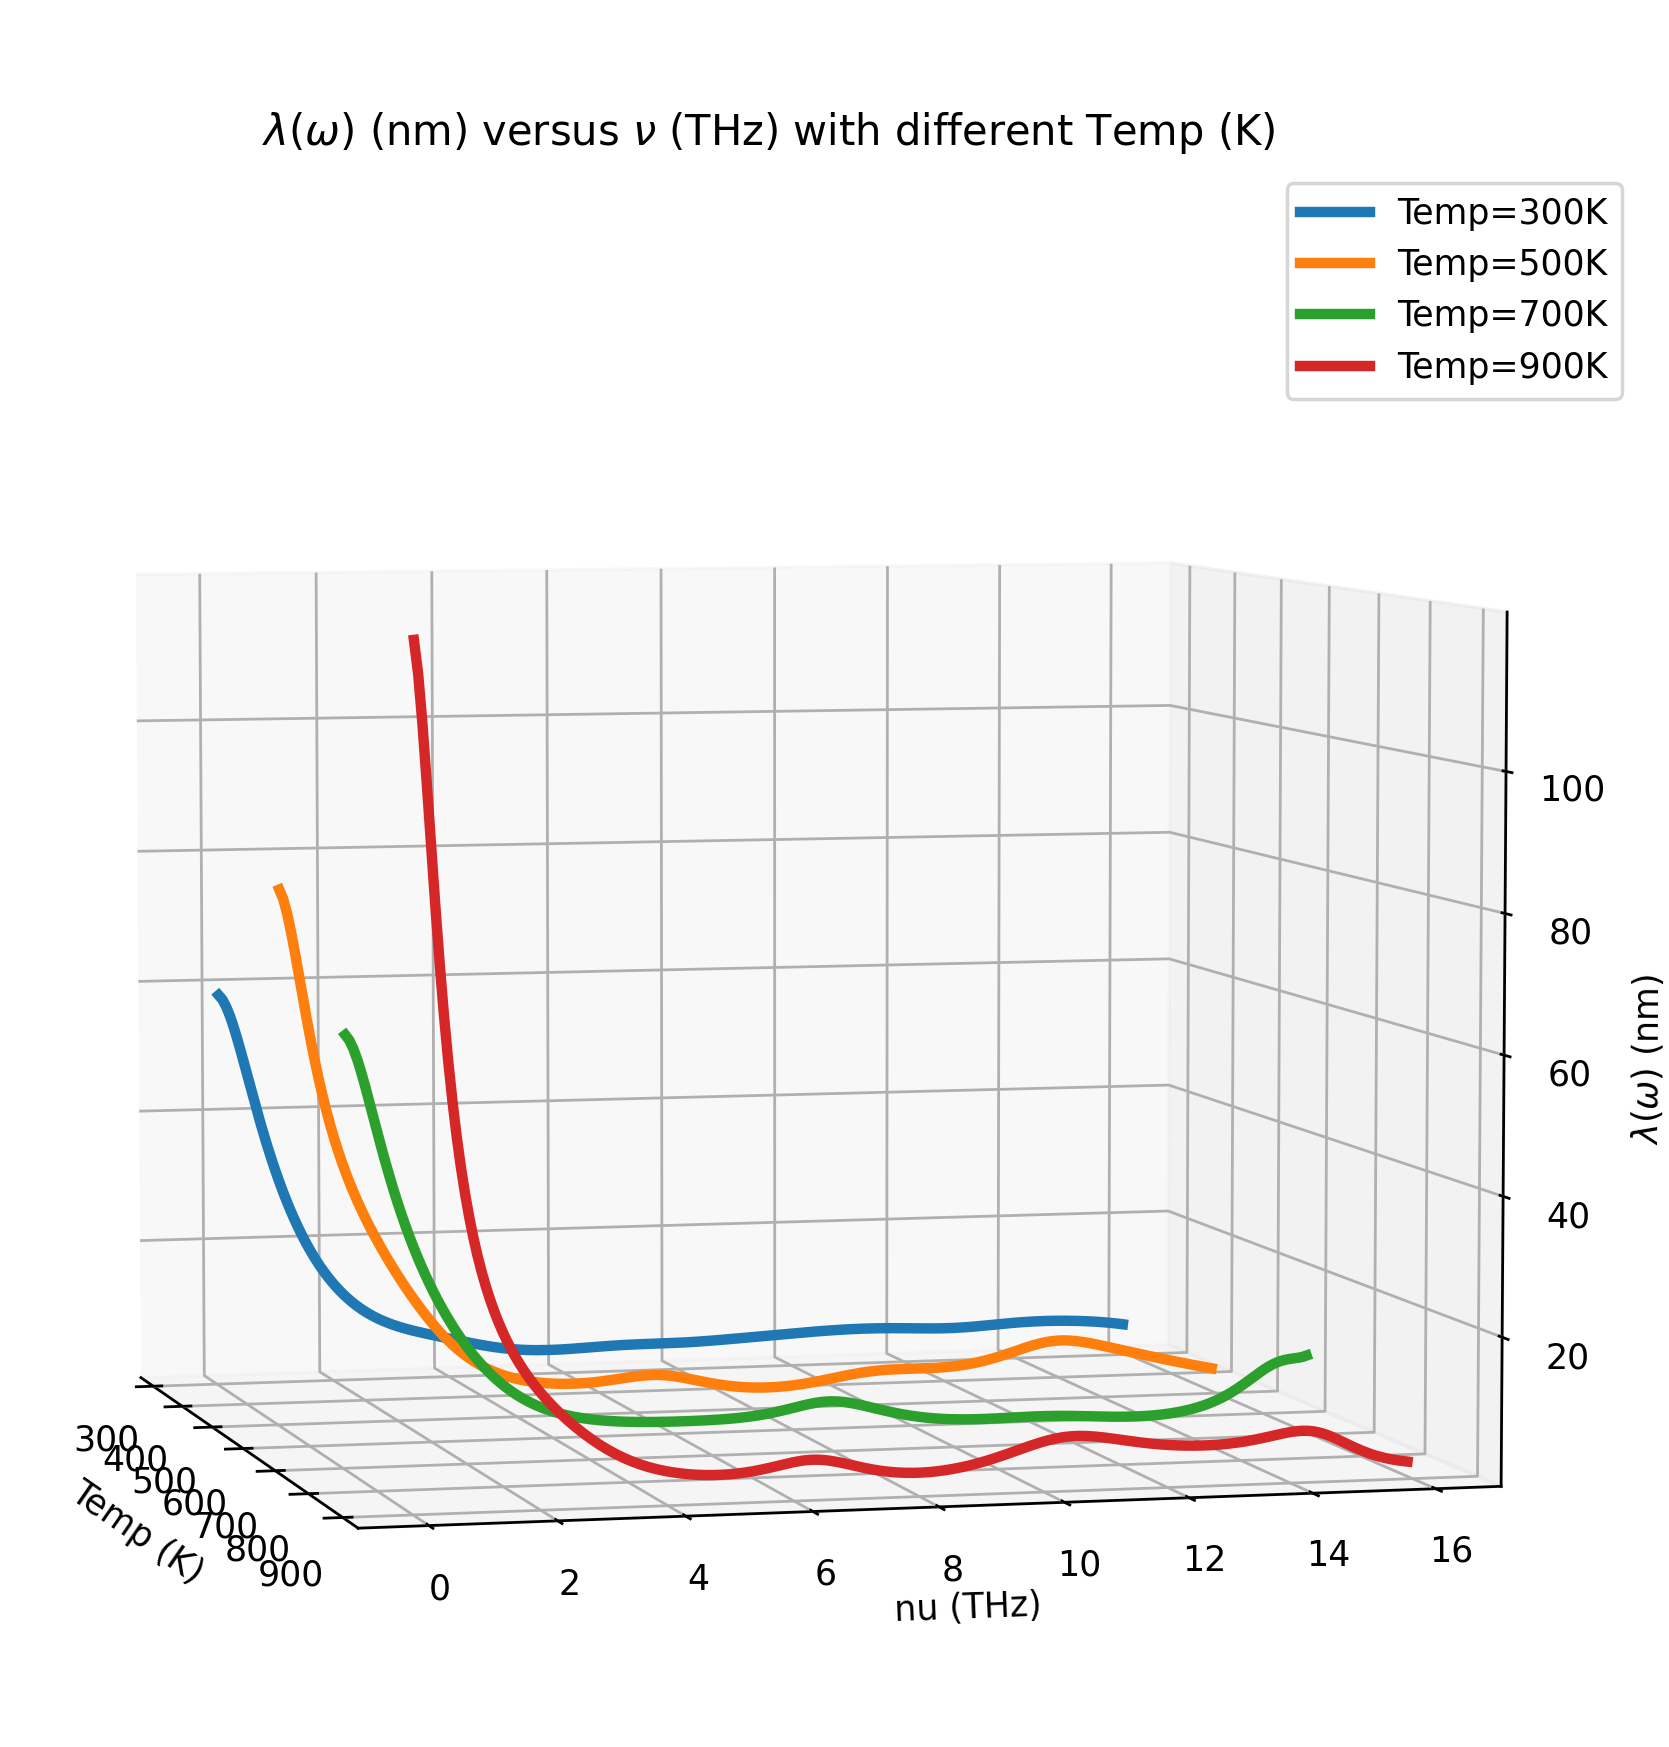 λ(ω) (nm) versus ν (THz) with different Temp (K)
Temp=300K
Temp=500K
Temp=700K
Temp=900K
100
80
60
40
20
λ(ω) (nm)
300
400
500
600
700
800
900
Temp (K)
0
2
4
6
8
10
12
14
16
nu (THz)